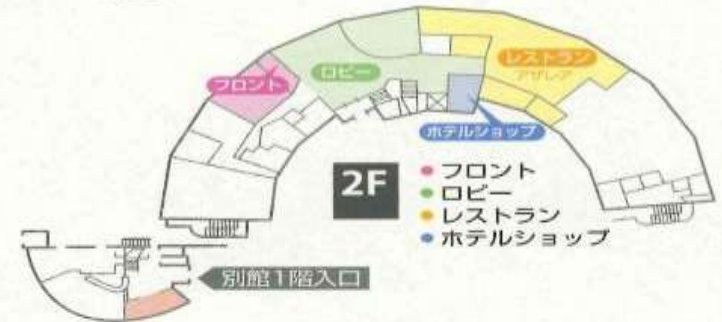 レストラン
アザレア
ロビー
フロント
ホテルショップ
2F
フロント
ロビー
レストラン
ホテルショップ
別館1階入口